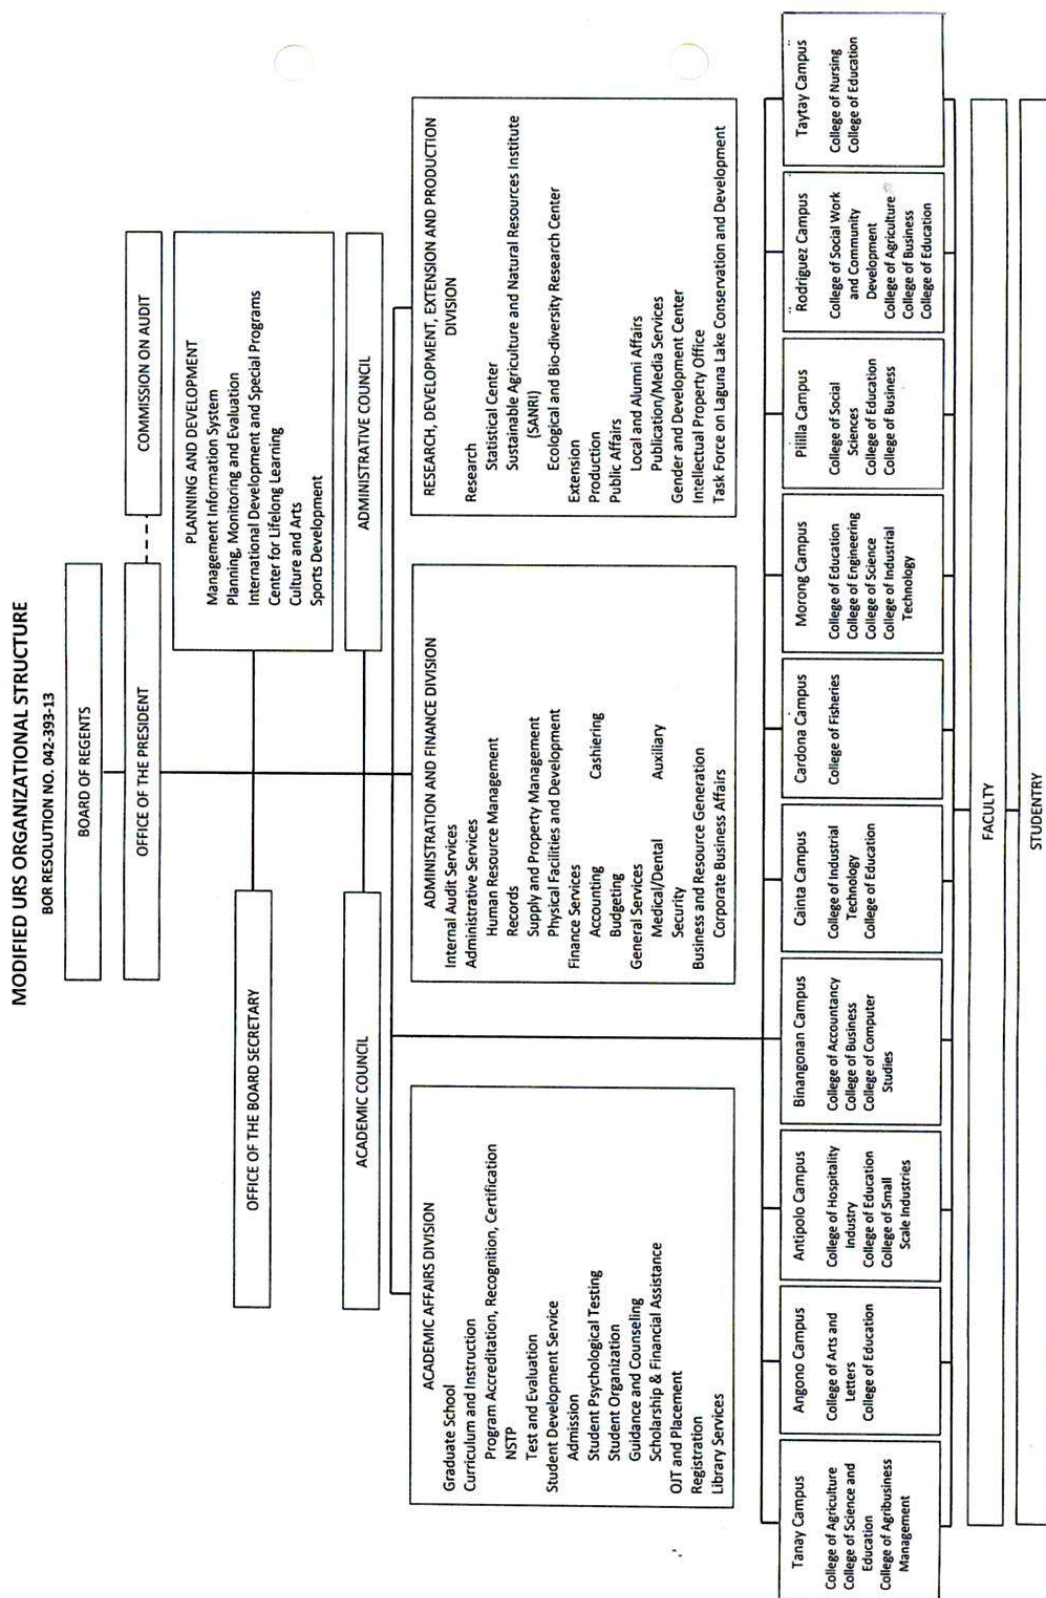 MODIFIED URS ORGANIZATIONAL STRUCTURE
BOR RESOLUTION NO. 042-393-13
BOARD OF REGENTS
OFFICE OF THE PRESIDENT
COMMISSION ON AUDIT
OFFICE OF THE BOARD SECRETARY
PLANNING AND DEVELOPMENT
Management Information System
Planning, Monitoring and Evaluation
International Development and Special Programs
Center for Lifelong Learning
Culture and Arts
Sports Development
ACADEMIC COUNCIL
ADMINISTRATIVE COUNCIL
ACADEMIC AFFAIRS DIVISION
Graduate School
Curriculum and Instruction
Program Accreditation, Recognition, Certification
NSTP
Test and Evaluation
Student Development Service
Admission
Student Psychological Testing
Student Organization
Guidance and Counseling
Scholarship & Financial Assistance
OJT and Placement
Registration
Library Services
ADMINISTRATION AND FINANCE DIVISION
Internal Audit Services
Administrative Services
Human Resource Management
Records
Supply and Property Management
Physical Facilities and Development
Finance Services
Accounting Cashiering
Budgeting
General Services
Medical/Dental Auxiliary
Security
Business and Resource Generation
Corporate Business Affairs
RESEARCH, DEVELOPMENT, EXTENSION AND PRODUCTION
DIVISION
Research
Statistical Center
Sustainable Agriculture and Natural Resources Institute
(SANRI)
Ecological and Bio-diversity Research Center
Extension
Production
Public Affairs
Local and Alumni Affairs
Publication/Media Services
Gender and Development Center
Intellectual Property Office
Task Force on Laguna Lake Conservation and Development
Tanay Campus
College of Agriculture
College of Science and
Education
College of Agribusiness
Management
Angono Campus
College of Arts and
Letters
College of Education
Antipolo Campus
College of Hospitality
Industry
College of Education
College of Small
Scale Industries
Binangonan Campus
College of Accountancy
College of Business
College of Computer
Studies
Cainta Campus
College of Industrial
Technology
College of Education
Cardona Campus
College of Fisheries
Morong Campus
College of Education
College of Engineering
College of Science
College of Industrial
Technology
Pililla Campus
College of Social
Sciences
College of Education
College of Business
Rodriguez Campus
College of Social Work
and Community
Development
College of Agriculture
College of Business
College of Education
Taytay Campus
College of Nursing
College of Education
FACULTY
STUDENTRY